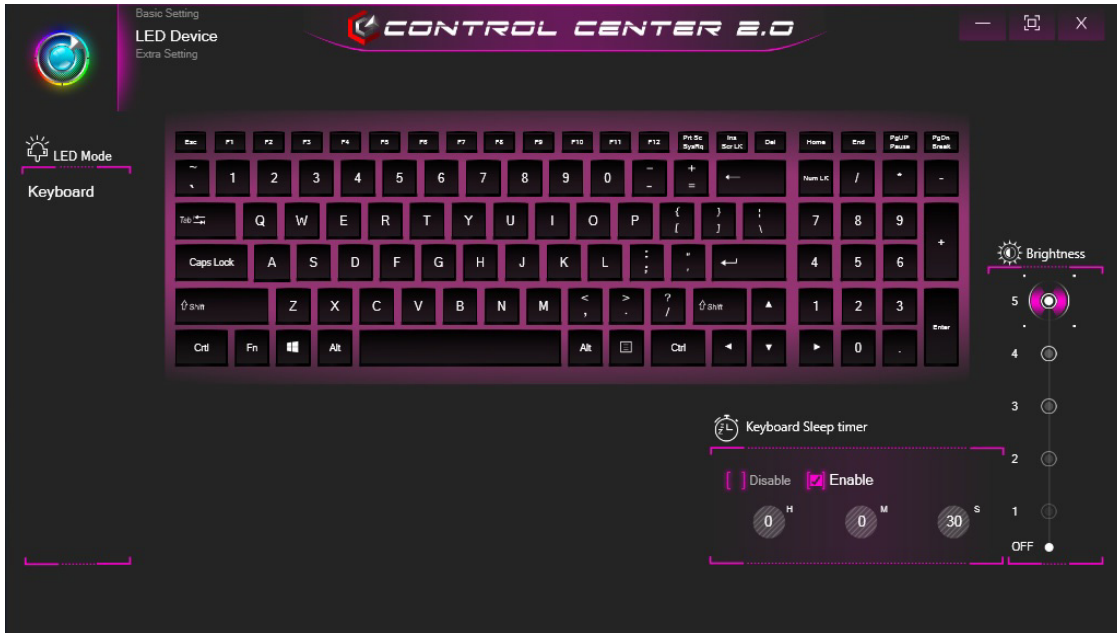 Basic Setting
LED Device
Extra Setting
CONTROL CENTER 2.0
X
LED Mode
Keyboard
Esc F1 F2 F3 F4 F5 F6 F7 F8 F9 F10 F11 F12 Prt Sc SysRq Ins Scr LK Del Home End PgUP Pause PgDn Break
~ ` 1 2 3 4 5 6 7 8 9 0 - - + = ← Num LK / * -
Tab Q W E R T Y U I O P { [ } ] ¦ \ 7 8 9 +
Caps Lock A S D F G H J K L : ; " ' 4 5 6
Shift Z X C V B N M < , > . ? / Shift ▲ 1 2 3 Enter
Crtl Fn Alt Alt Ctrl ◄ ▼ ► 0 .
Brightness
5
4
3
2
1
OFF
Keyboard Sleep timer
Disable Enable
0 H 0 M 30 S